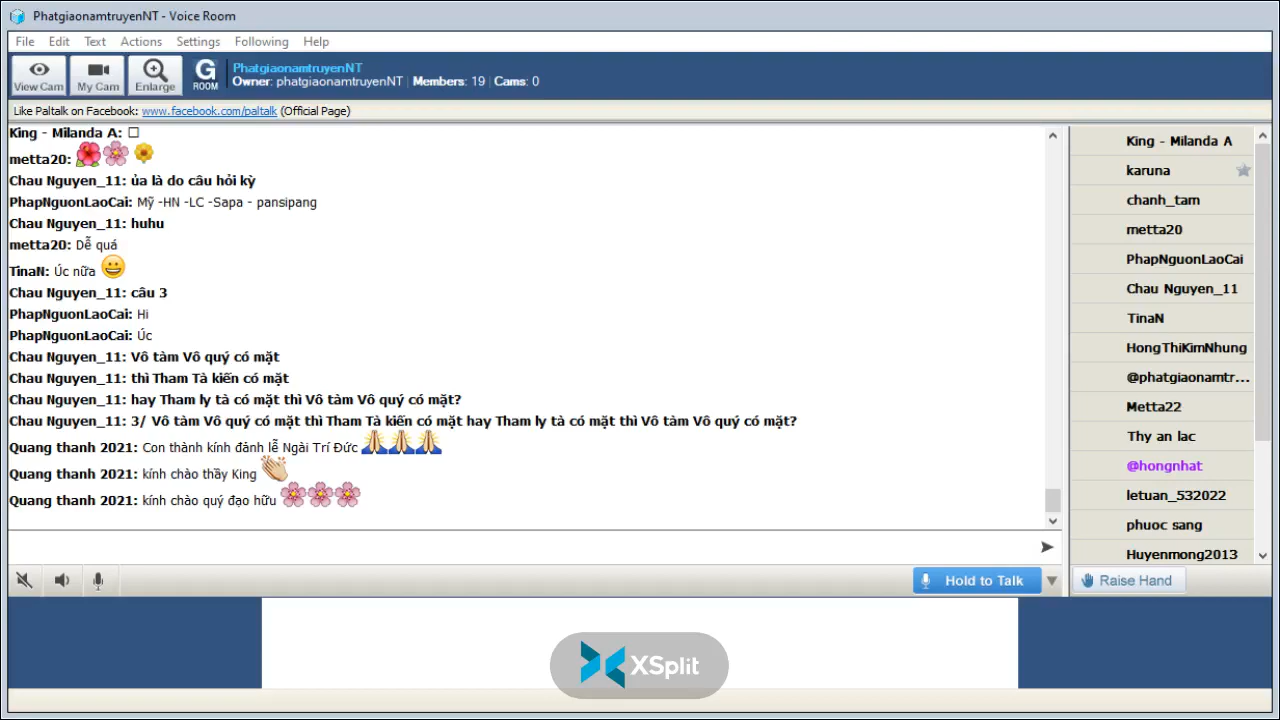 PhatgiaonamtruyenNT - Voice Room
File Edit Text Actions Settings Following Help
View Cam
My Cam
Enlarge
G
ROOM
PhatgiaonamtruyenNT
Owner: phatgiaonamtruyenNT | Members: 19 | Cams: 0
Like Paltalk on Facebook: www.facebook.com/paltalk (Official Page)
King - Milanda A:
metta20:
Chau Nguyen_11: ủa là do câu hỏi kỳ
PhapNguonLaoCai: Mỹ -HN -LC -Sapa - pansipang
Chau Nguyen_11: huhu
metta20: Dễ quá
TinaN: Úc nữa
Chau Nguyen_11: câu 3
PhapNguonLaoCai: Hi
PhapNguonLaoCai: Úc
Chau Nguyen_11: Vô tàm Vô quý có mặt
Chau Nguyen_11: thì Tham Tà kiến có mặt
Chau Nguyen_11: hay Tham ly tà có mặt thì Vô tàm Vô quý có mặt?
Chau Nguyen_11: 3/ Vô tàm Vô quý có mặt thì Tham Tà kiến có mặt hay Tham ly tà có mặt thì Vô tàm Vô quý có mặt?
Quang thanh 2021: Con thành kính đảnh lễ Ngài Trí Đức
Quang thanh 2021: kính chào thầy King
Quang thanh 2021: kính chào quý đạo hữu
King - Milanda A
karuna
chanh_tam
metta20
PhapNguonLaoCai
Chau Nguyen_11
TinaN
HongThiKimNhung
@phatgiaonamtr...
Metta22
Thy an lac
@hongnhat
letuan_532022
phuoc sang
Huyenmong2013
Hold to Talk
Raise Hand
XSplit